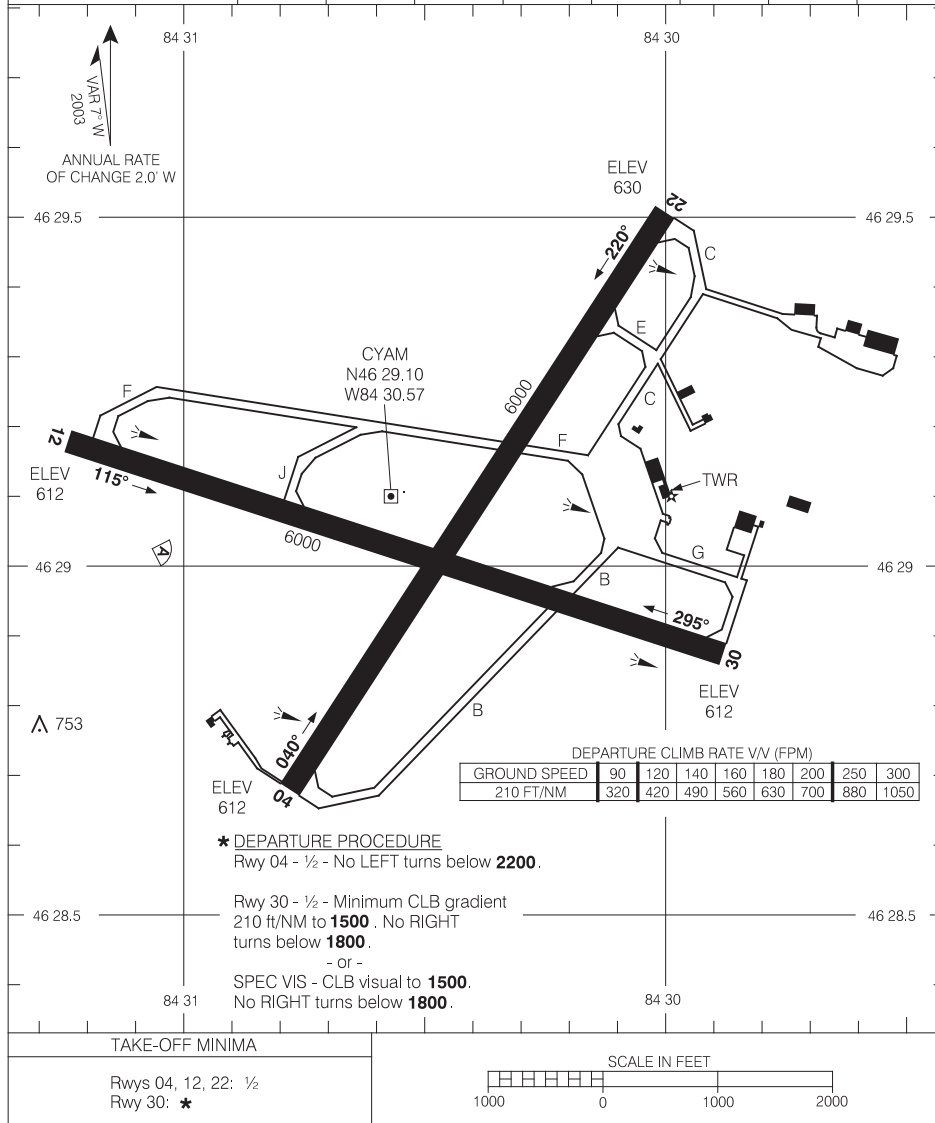 84 31
84 30
VAR 7° W
2003
ANNUAL RATE
OF CHANGE 2.0' W
ELEV
630
22
46 29.5
46 29.5
220°
C
E
CYAM
N46 29.10
W84 30.57
6000
F
C
12
F
ELEV
612
115°
J
TWR
6000
A
G
46 29
46 29
B
295°
30
ELEV
612
753
B
040°
ELEV
612
04
DEPARTURE CLIMB RATE V/V (FPM)
GROUND SPEED 90 120 140 160 180 200 250 300
210 FT/NM 320 420 490 560 630 700 880 1050
* DEPARTURE PROCEDURE
Rwy 04 - ½ - No LEFT turns below 2200.
Rwy 30 - ½ - Minimum CLB gradient
210 ft/NM to 1500 . No RIGHT
turns below 1800.
- or -
SPEC VIS - CLB visual to 1500.
No RIGHT turns below 1800.
46 28.5
46 28.5
84 31
84 30
TAKE-OFF MINIMA
Rwys 04, 12, 22: ½
Rwy 30: *
SCALE IN FEET
1000 0 1000 2000